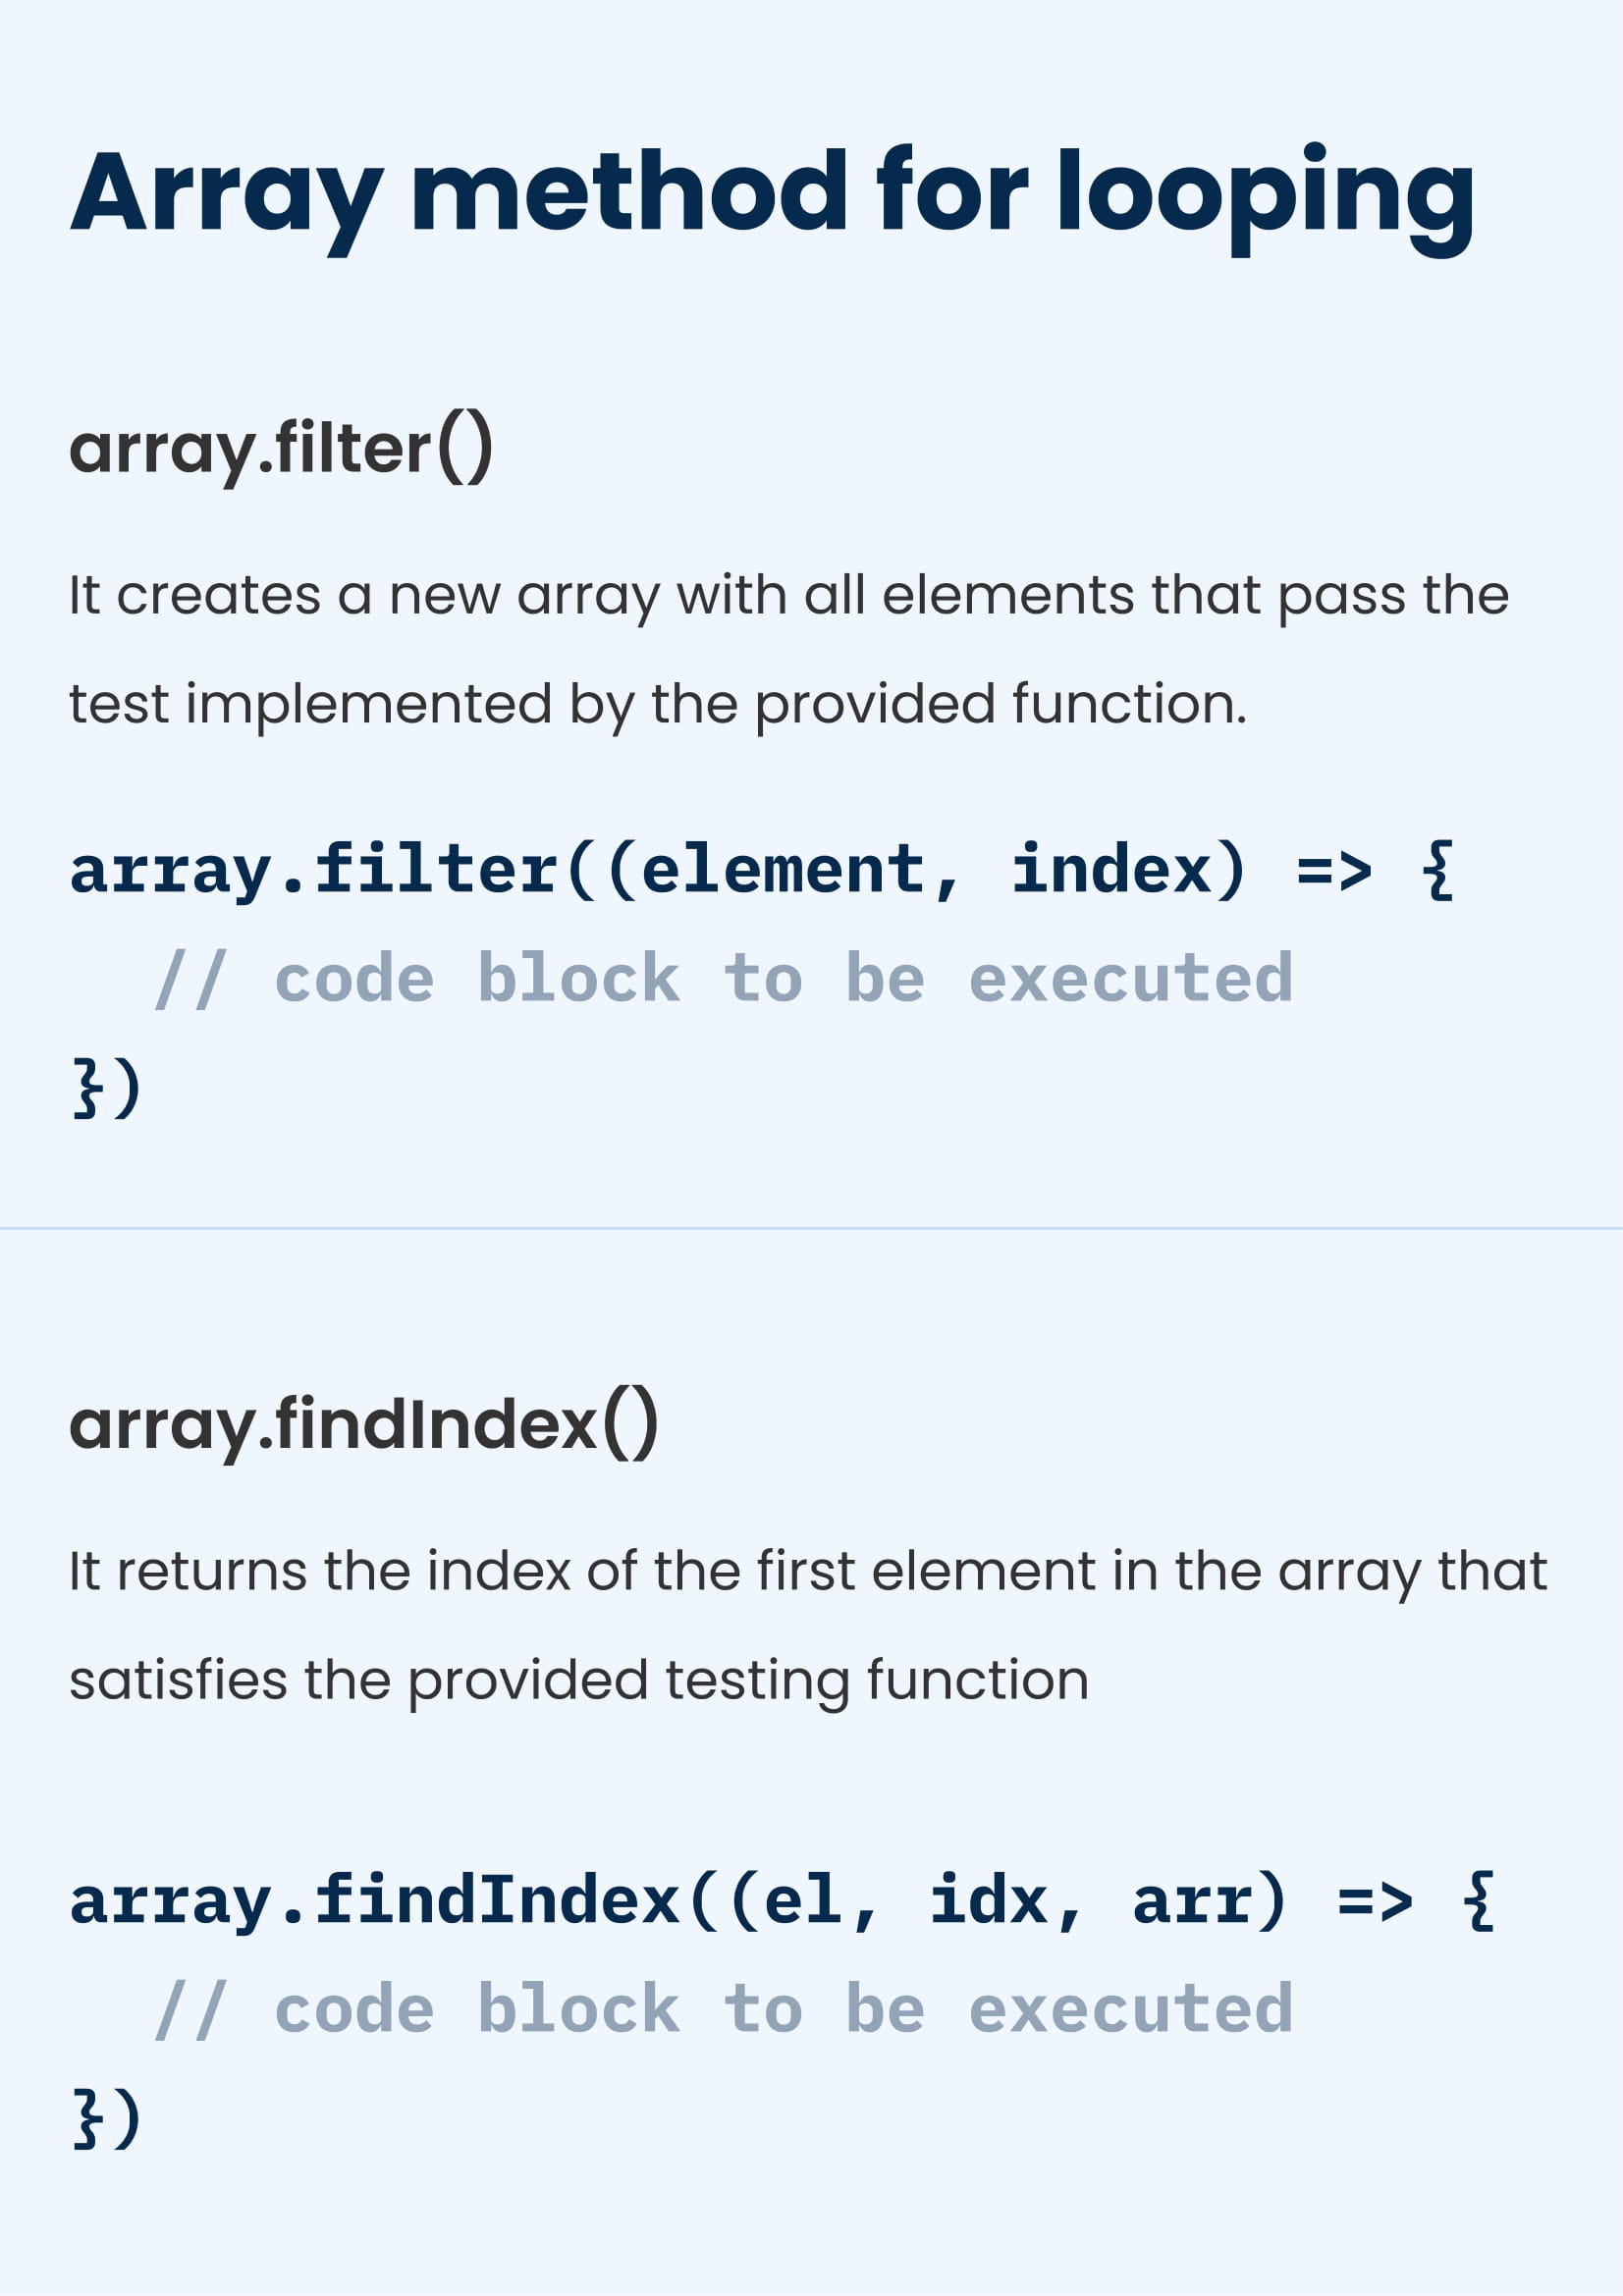 Array method for looping
array.filter()
It creates a new array with all elements that pass the
test implemented by the provided function.
array.filter((element, index) => {
  // code block to be executed
})
array.findIndex()
It returns the index of the first element in the array that
satisfies the provided testing function
array.findIndex((el, idx, arr) => {
  // code block to be executed
})